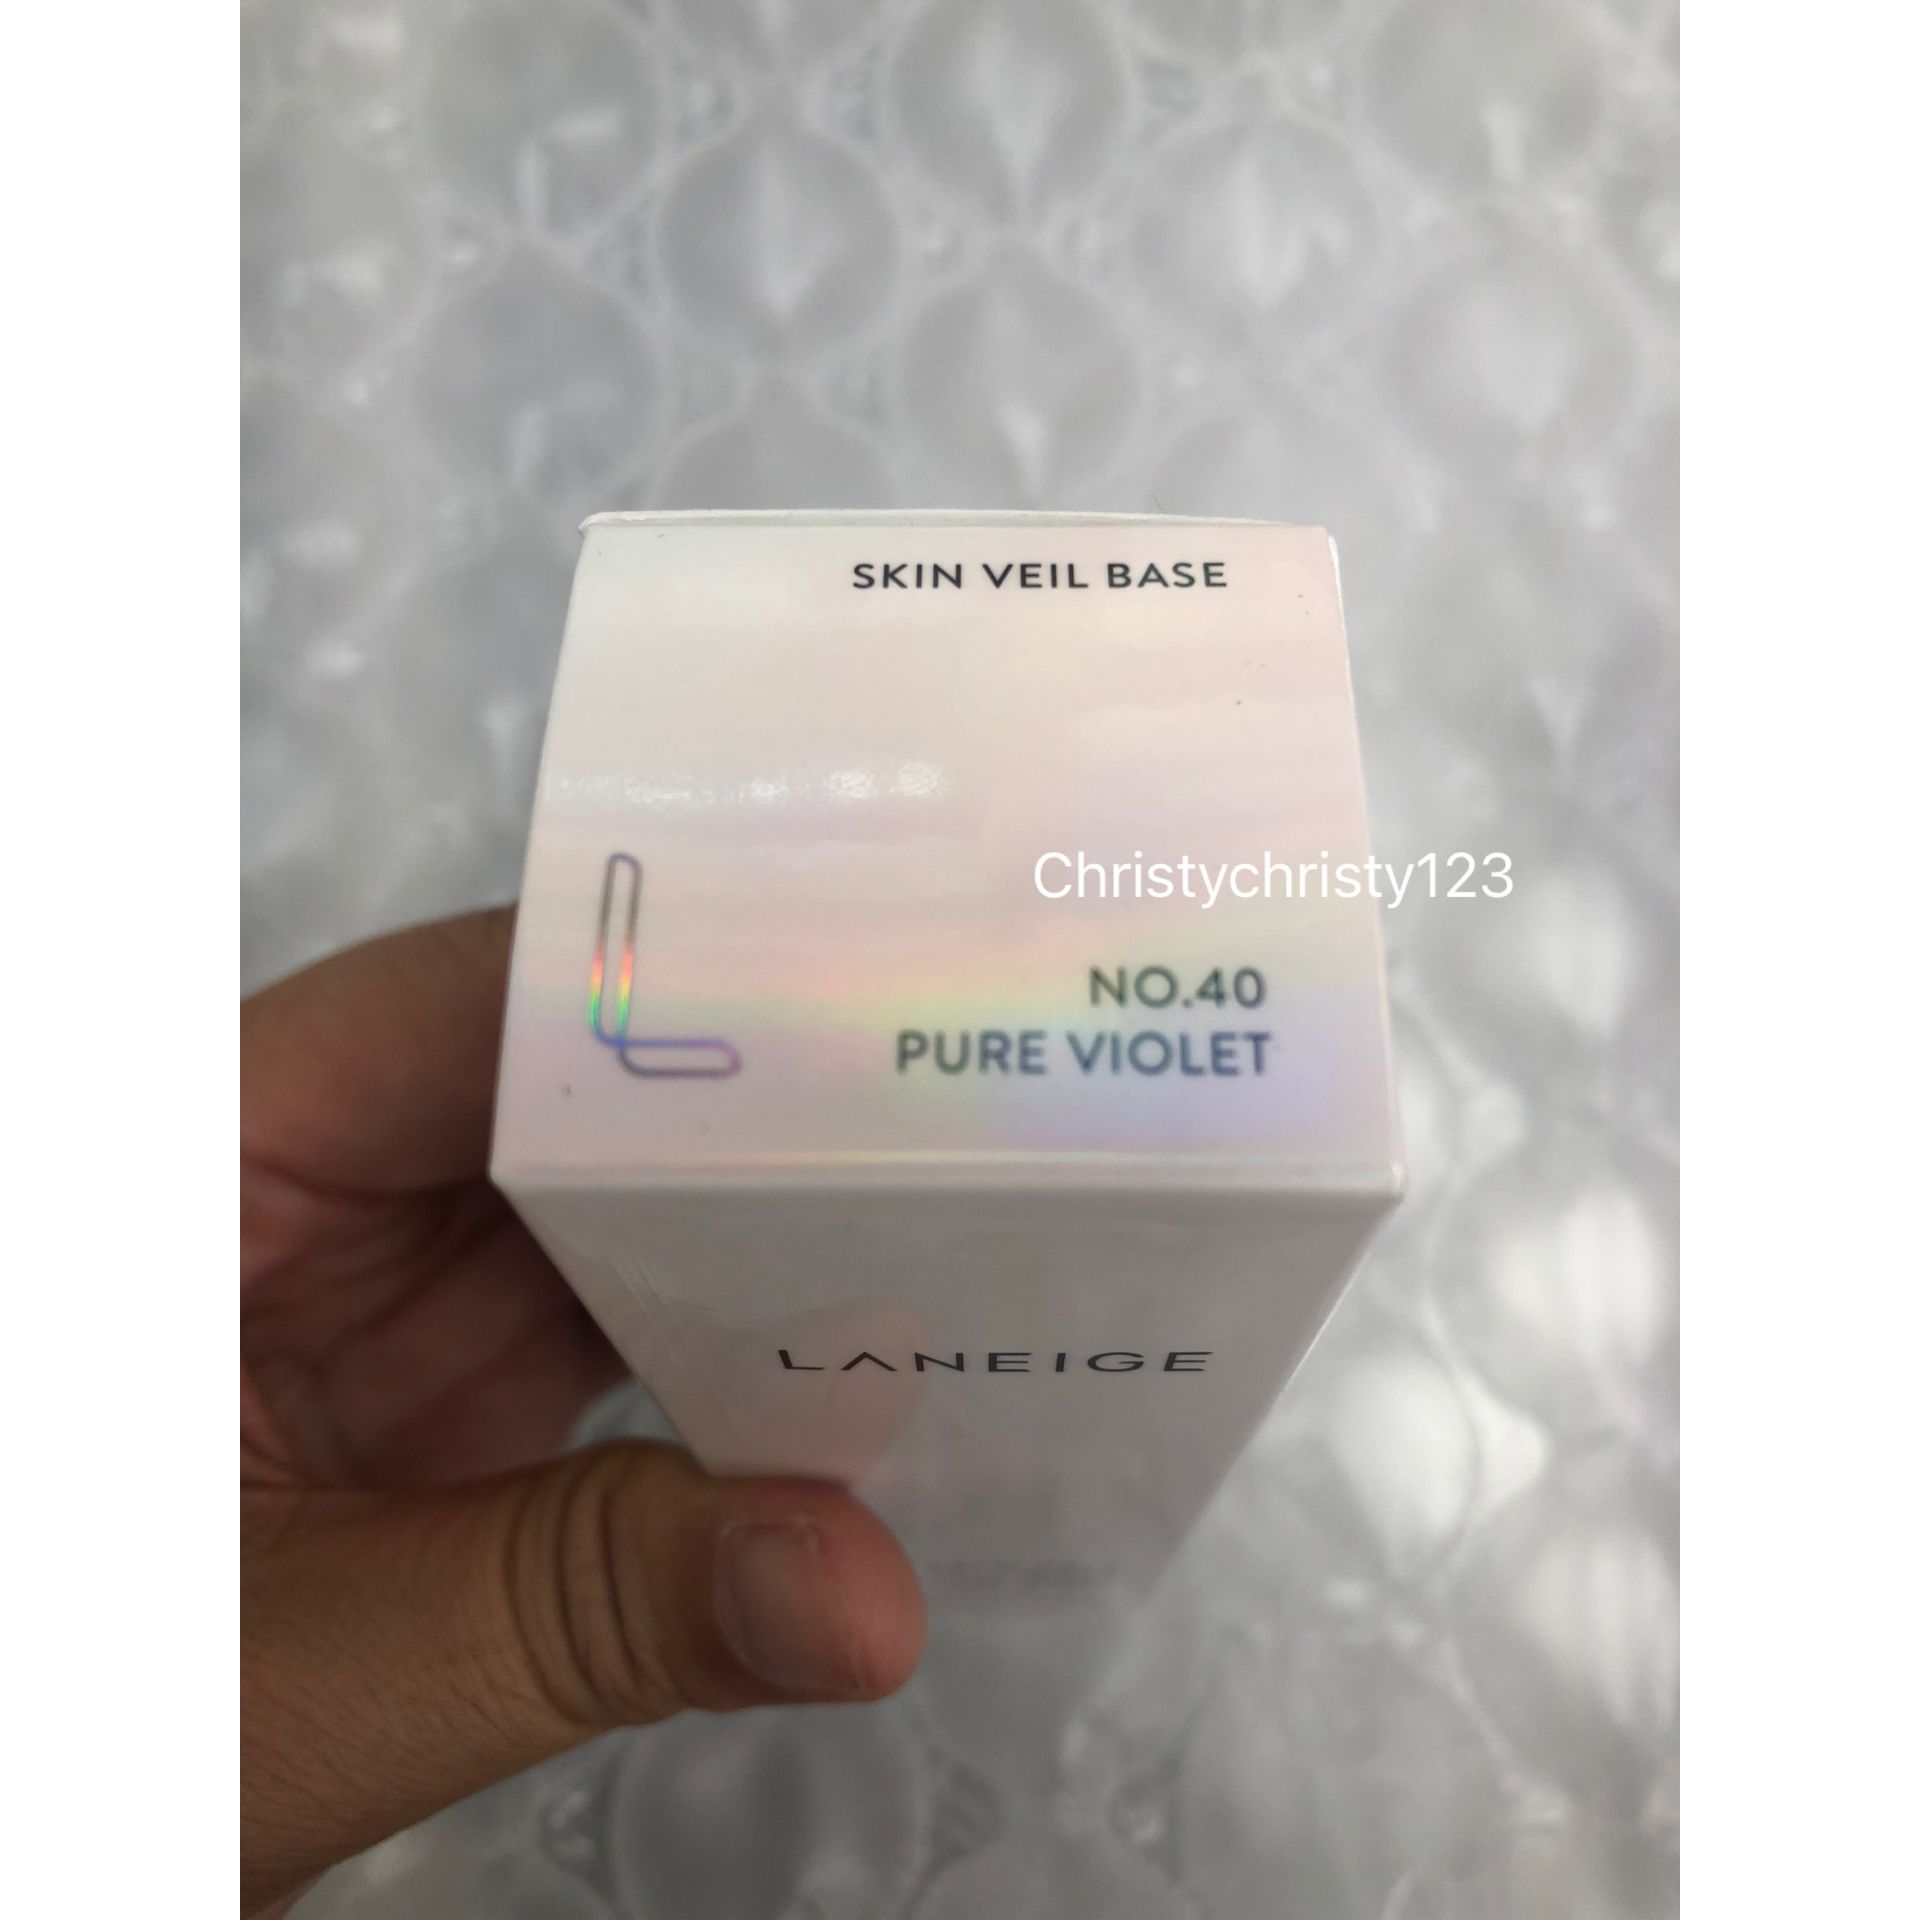 SKIN VEIL BASE
Christychristy123
NO.40
PURE VIOLET
LANEIGE